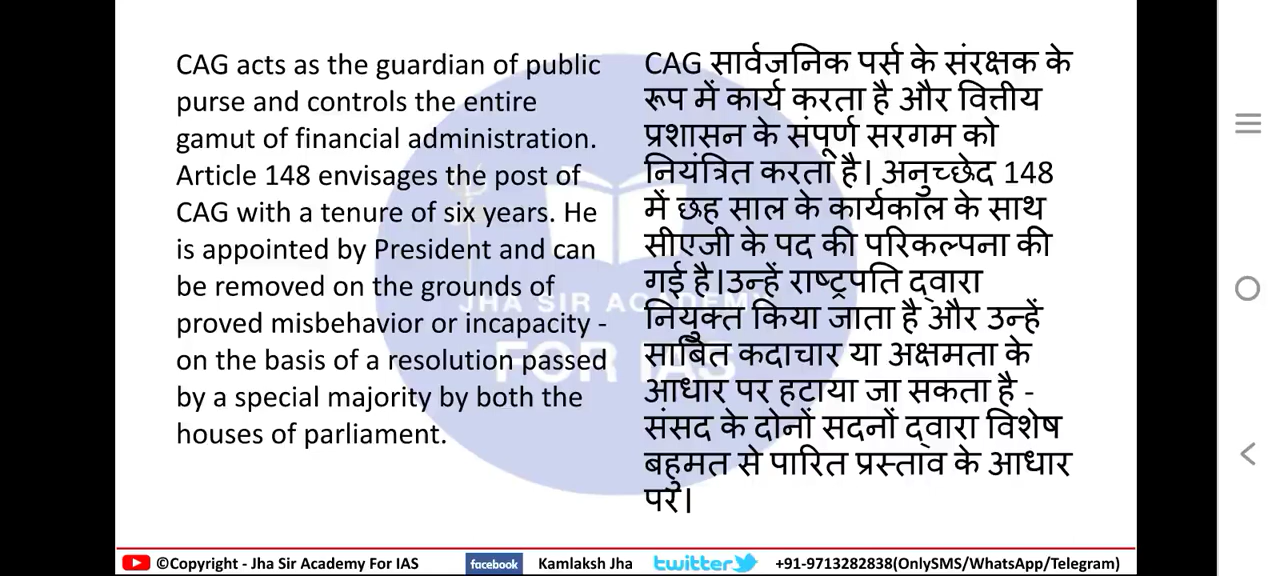 CAG acts as the guardian of public
purse and controls the entire
gamut of financial administration.
Article 148 envisages the post of
CAG with a tenure of six years. He
is appointed by President and can
be removed on the grounds of
proved misbehavior or incapacity -
on the basis of a resolution passed
by a special majority by both the
houses of parliament.
CAG सार्वजनिक पर्स के संरक्षक के
रूप में कार्य करता है और वित्तीय
प्रशासन के संपूर्ण सरगम को
नियंत्रित करता है। अनुच्छेद 148
में छह साल के कार्यकाल के साथ
सीएजी के पद की परिकल्पना की
गई है।उन्हें राष्ट्रपति द्वारा
नियुक्त किया जाता है और उन्हें
साबित कदाचार या अक्षमता के
आधार पर हटाया जा सकता है -
संसद के दोनों सदनों द्वारा विशेष
बहुमत से पारित प्रस्ताव के आधार
पर।
JHA SIR ACADEMY
FOR IAS
©Copyright - Jha Sir Academy For IAS
facebook
Kamlaksh Jha
twitter
+91-9713282838(OnlySMS/WhatsApp/Telegram)